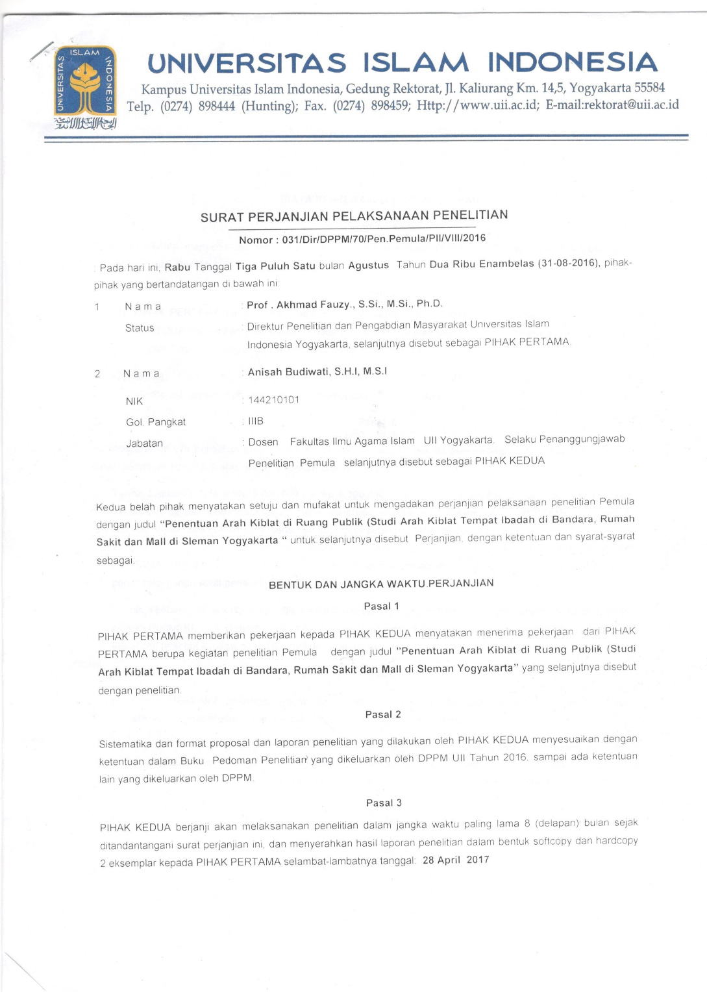 ISLAM
UNIVERSITAS
INDONESIA
UNIVERSITAS ISLAM INDONESIA
Kampus Universitas Islam Indonesia, Gedung Rektorat, Jl. Kaliurang Km. 14,5, Yogyakarta 55584
Telp. (0274) 898444 (Hunting); Fax. (0274) 898459; Http://www.uii.ac.id; E-mail:rektorat@uii.ac.id
SURAT PERJANJIAN PELAKSANAAN PENELITIAN
Nomor : 031/Dir/DPPM/70/Pen.Pemula/PII/VIII/2016
Pada hari ini, Rabu Tanggal Tiga Puluh Satu bulan Agustus Tahun Dua Ribu Enambelas (31-08-2016), pihak-
pihak yang bertandatangan di bawah ini:
1 N a m a : Prof . Akhmad Fauzy., S.Si., M.Si., Ph.D.
Status : Direktur Penelitian dan Pengabdian Masyarakat Universitas Islam
Indonesia Yogyakarta, selanjutnya disebut sebagai PIHAK PERTAMA.
2 N a m a : Anisah Budiwati, S.H.I, M.S.I
NIK : 144210101
Gol. Pangkat : IIIB
Jabatan : Dosen Fakultas Ilmu Agama Islam UII Yogyakarta. Selaku Penanggungjawab
Penelitian Pemula selanjutnya disebut sebagai PIHAK KEDUA
Kedua belah pihak menyatakan setuju dan mufakat untuk mengadakan perjanjian pelaksanaan penelitian Pemula
dengan judul “Penentuan Arah Kiblat di Ruang Publik (Studi Arah Kiblat Tempat Ibadah di Bandara, Rumah
Sakit dan Mall di Sleman Yogyakarta “ untuk selanjutnya disebut Perjanjian, dengan ketentuan dan syarat-syarat
sebagai:
BENTUK DAN JANGKA WAKTU PERJANJIAN
Pasal 1
PIHAK PERTAMA memberikan pekerjaan kepada PIHAK KEDUA menyatakan menerima pekerjaan dari PIHAK
PERTAMA berupa kegiatan penelitian Pemula dengan judul ”Penentuan Arah Kiblat di Ruang Publik (Studi
Arah Kiblat Tempat Ibadah di Bandara, Rumah Sakit dan Mall di Sleman Yogyakarta” yang selanjutnya disebut
dengan penelitian.
Pasal 2
Sistematika dan format proposal dan laporan penelitian yang dilakukan oleh PIHAK KEDUA menyesuaikan dengan
ketentuan dalam Buku Pedoman Penelitian yang dikeluarkan oleh DPPM UII Tahun 2016, sampai ada ketentuan
lain yang dikeluarkan oleh DPPM.
Pasal 3
PIHAK KEDUA berjanji akan melaksanakan penelitian dalam jangka waktu paling lama 8 (delapan) bulan sejak
ditandantangani surat perjanjian ini, dan menyerahkan hasil laporan penelitian dalam bentuk softcopy dan hardcopy
2 eksemplar kepada PIHAK PERTAMA selambat-lambatnya tanggal: 28 April 2017